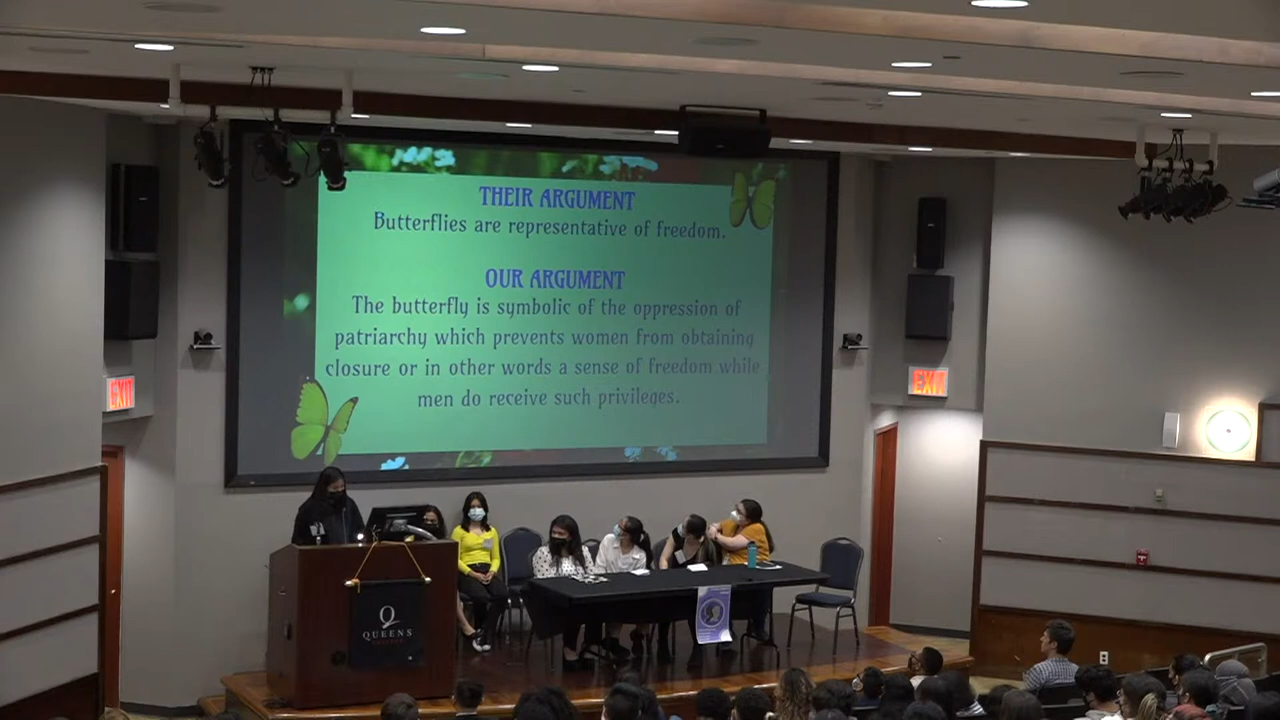 THEIR ARGUMENT
Butterflies are representative of freedom.
OUR ARGUMENT
The butterfly is symbolic of the oppression of
patriarchy which prevents women from obtaining
closure or in other words a sense of freedom while
men do receive such privileges.
EXIT
EXIT
Q
QUEENS